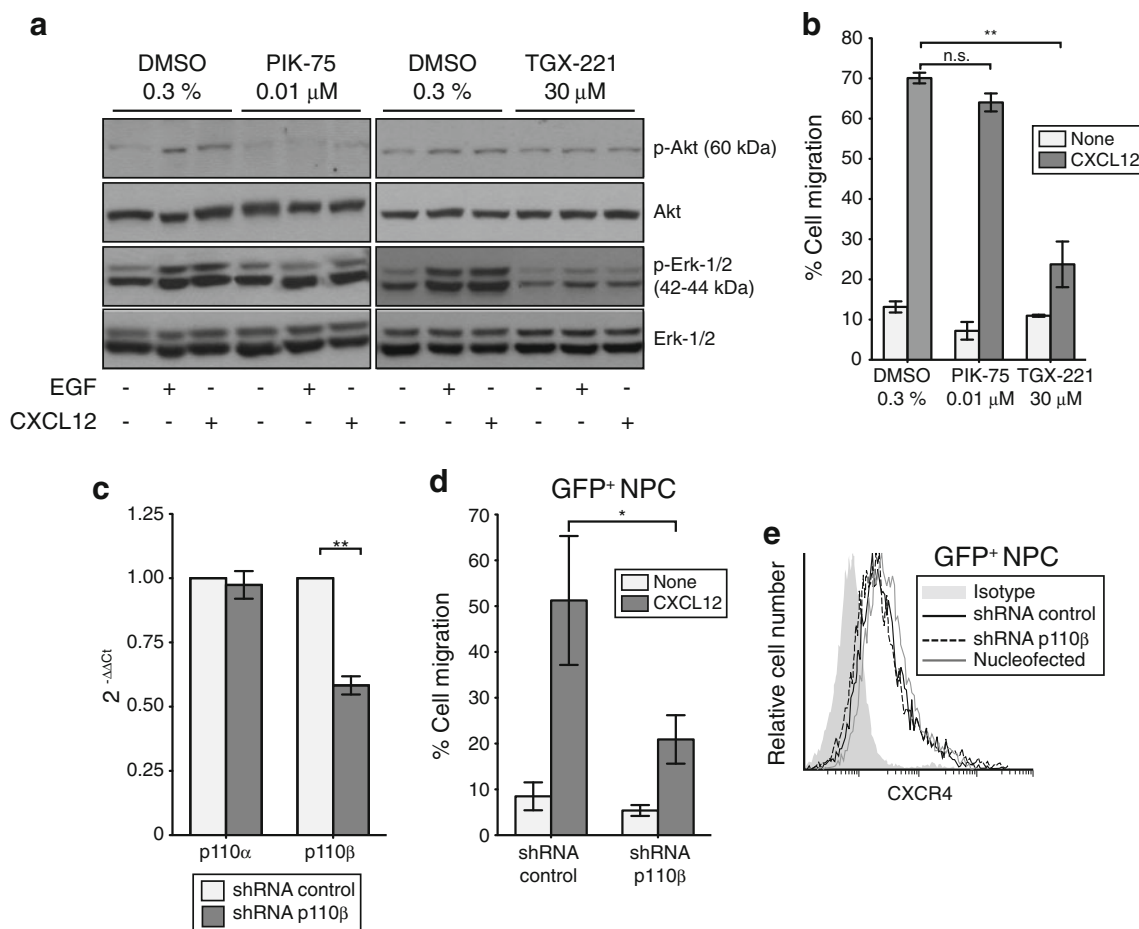 a
DMSO 0.3 %
PIK-75 0.01 µM
DMSO 0.3 %
TGX-221 30 µM
p-Akt (60 kDa)
Akt
p-Erk-1/2 (42-44 kDa)
Erk-1/2
EGF - + - - + - - + - - + -
CXCL12 - - + - - + - - + - - +
b
80
70
60
50
40
30
20
10
0
% Cell migration
**
n.s.
None
CXCL12
DMSO 0.3 %
PIK-75 0.01 µM
TGX-221 30 µM
c
1.25
1.00
0.75
0.50
0.25
0
2 -ΔΔCt
**
p110α
p110β
shRNA control
shRNA p110β
d
GFP+ NPC
70
60
50
40
30
20
10
0
% Cell migration
*
None
CXCL12
shRNA control
shRNA p110β
e
GFP+ NPC
Relative cell number
Isotype
shRNA control
shRNA p110β
Nucleofected
CXCR4